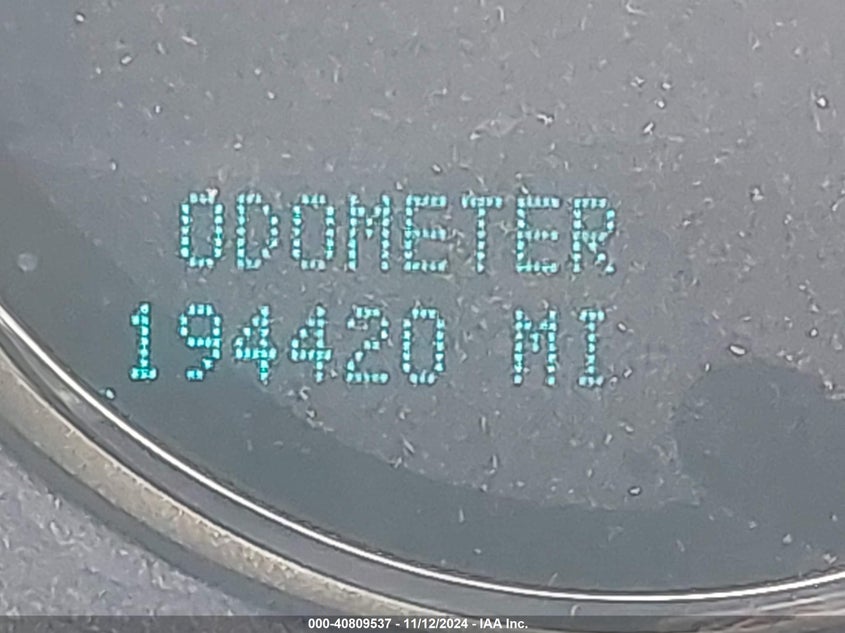 ODOMETER
194420 MI
000-40809537 - 11/12/2024 - IAA Inc.